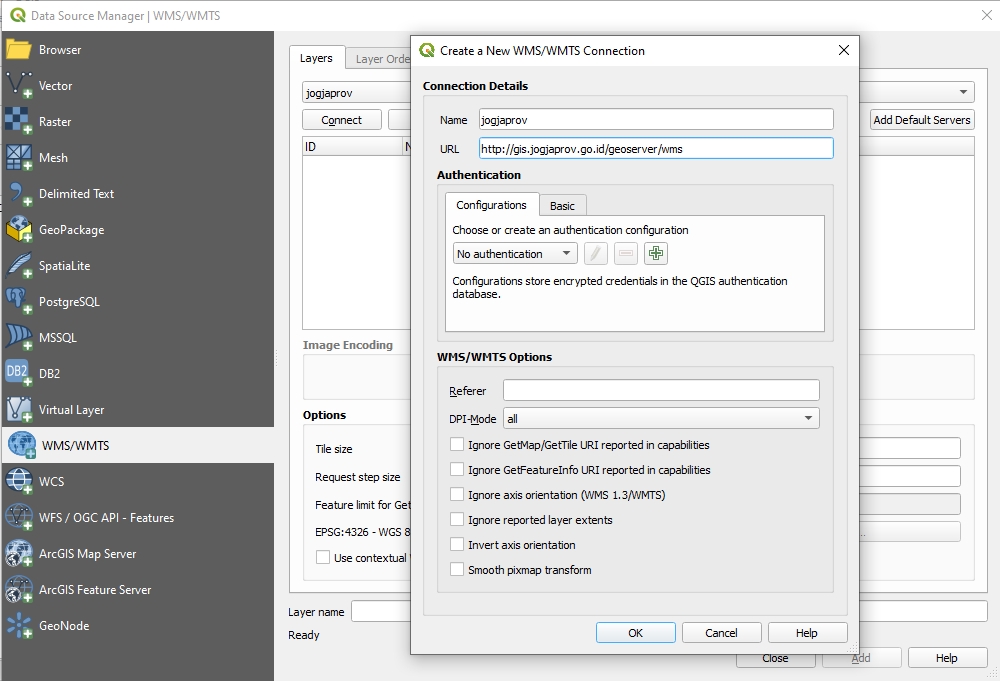 Data Source Manager | WMS/WMTS
Browser
Vector
Raster
Mesh
Delimited Text
GeoPackage
SpatiaLite
PostgreSQL
MSSQL
DB2
DB2
Virtual Layer
WMS/WMTS
WCS
WFS / OGC API - Features
ArcGIS Map Server
ArcGIS Feature Server
GeoNode
Layers
Layer Orde
jogjaprov
Connect
Add Default Servers
ID
N
Image Encoding
Options
Tile size
Request step size
Feature limit for Get
EPSG:4326 - WGS 8
Use contextual
Layer name
Ready
Close
Add
Help
Create a New WMS/WMTS Connection
Connection Details
Name
jogjaprov
URL
http://gis.jogjaprov.go.id/geoserver/wms
Authentication
Configurations
Basic
Choose or create an authentication configuration
No authentication
Configurations store encrypted credentials in the QGIS authentication
database.
WMS/WMTS Options
Referer
DPI-Mode
all
Ignore GetMap/GetTile URI reported in capabilities
Ignore GetFeatureInfo URI reported in capabilities
Ignore axis orientation (WMS 1.3/WMTS)
Ignore reported layer extents
Invert axis orientation
Smooth pixmap transform
OK
Cancel
Help